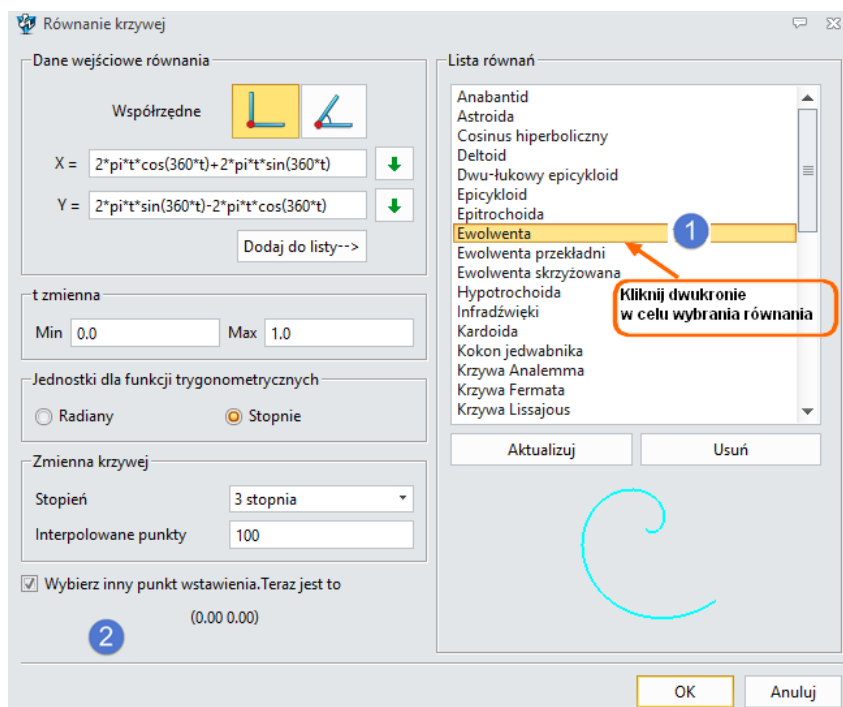 Równanie krzywej
Dane wejściowe równania
Współrzędne
X = 2*pi*t*cos(360*t)+2*pi*t*sin(360*t)
Y = 2*pi*t*sin(360*t)-2*pi*t*cos(360*t)
Dodaj do listy-->
t zmienna
Min 0.0 Max 1.0
Jednostki dla funkcji trygonometrycznych
Radiany Stopnie
Zmienna krzywej
Stopień 3 stopnia
Interpolowane punkty 100
Wybierz inny punkt wstawienia.Teraz jest to
(0.00 0.00)
2
Lista równań
Anabantid
Astroida
Cosinus hiperboliczny
Deltoid
Dwu-łukowy epicykloid
Epicykloid
Epitrochoida
Ewolwenta
1
Ewolwenta przekładni
Ewolwenta skrzyżowana
Hypotrochoida
Infradźwięki
Kardoida
Kokon jedwabnika
Krzywa Analemma
Krzywa Fermata
Krzywa Lissajous
Kliknij dwukronie
w celu wybrania równania
Aktualizuj Usuń
OK Anuluj